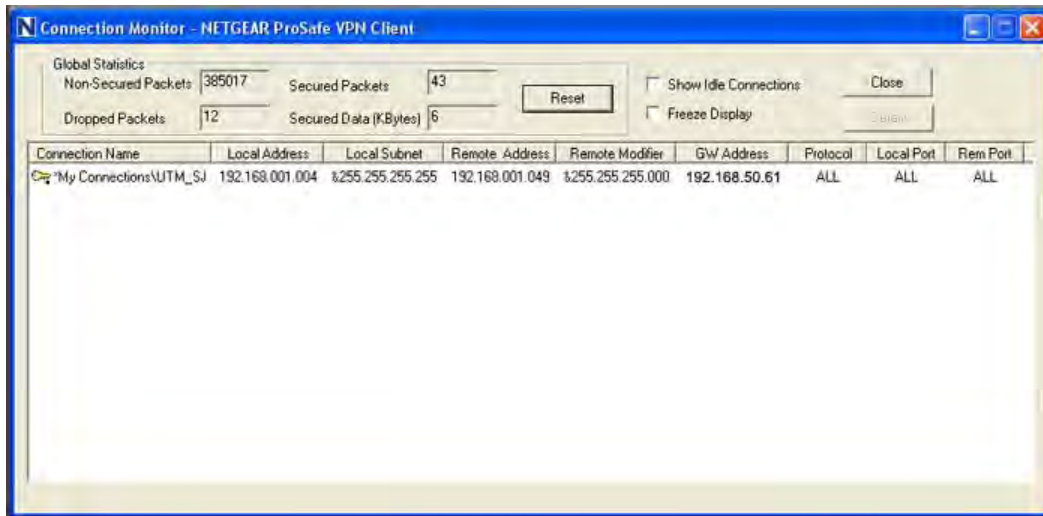 N Connection Monitor - NETGEAR ProSafe VPN Client
Global Statistics
Non-Secured Packets 385017 Secured Packets 43 Reset Show Idle Connections Close
Dropped Packets 12 Secured Data (KBytes) 6 Freeze Display
Connection Name Local Address Local Subnet Remote Address Remote Modifier GW Address Protocol Local Port Rem Port
*My Connections\UTM_SJ 192.168.001.004 &255.255.255.255 192.168.001.049 &255.255.255.000 192.168.50.61 ALL ALL ALL